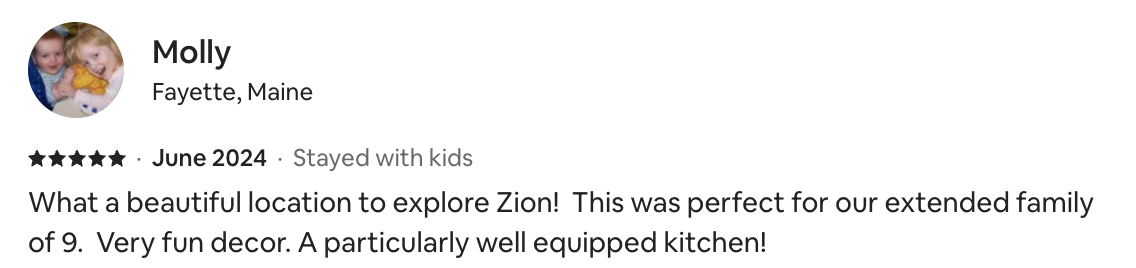 Molly
Fayette, Maine
★★★★★ · June 2024 · Stayed with kids
What a beautiful location to explore Zion!  This was perfect for our extended family
of 9.  Very fun decor. A particularly well equipped kitchen!